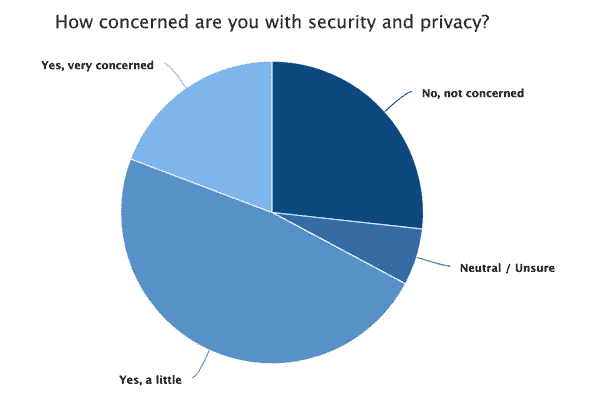 How concerned are you with security and privacy?
Yes, very concerned
No, not concerned
Neutral / Unsure
Yes, a little